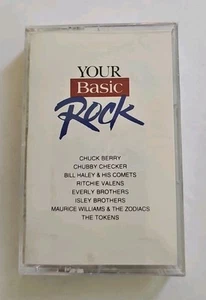 YOUR
Basic
Rock
CHUCK BERRY
CHUBBY CHECKER
BILL HALEY & HIS COMETS
RITCHIE VALENS
EVERLY BROTHERS
ISLEY BROTHERS
MAURICE WILLIAMS & THE ZODIACS
THE TOKENS